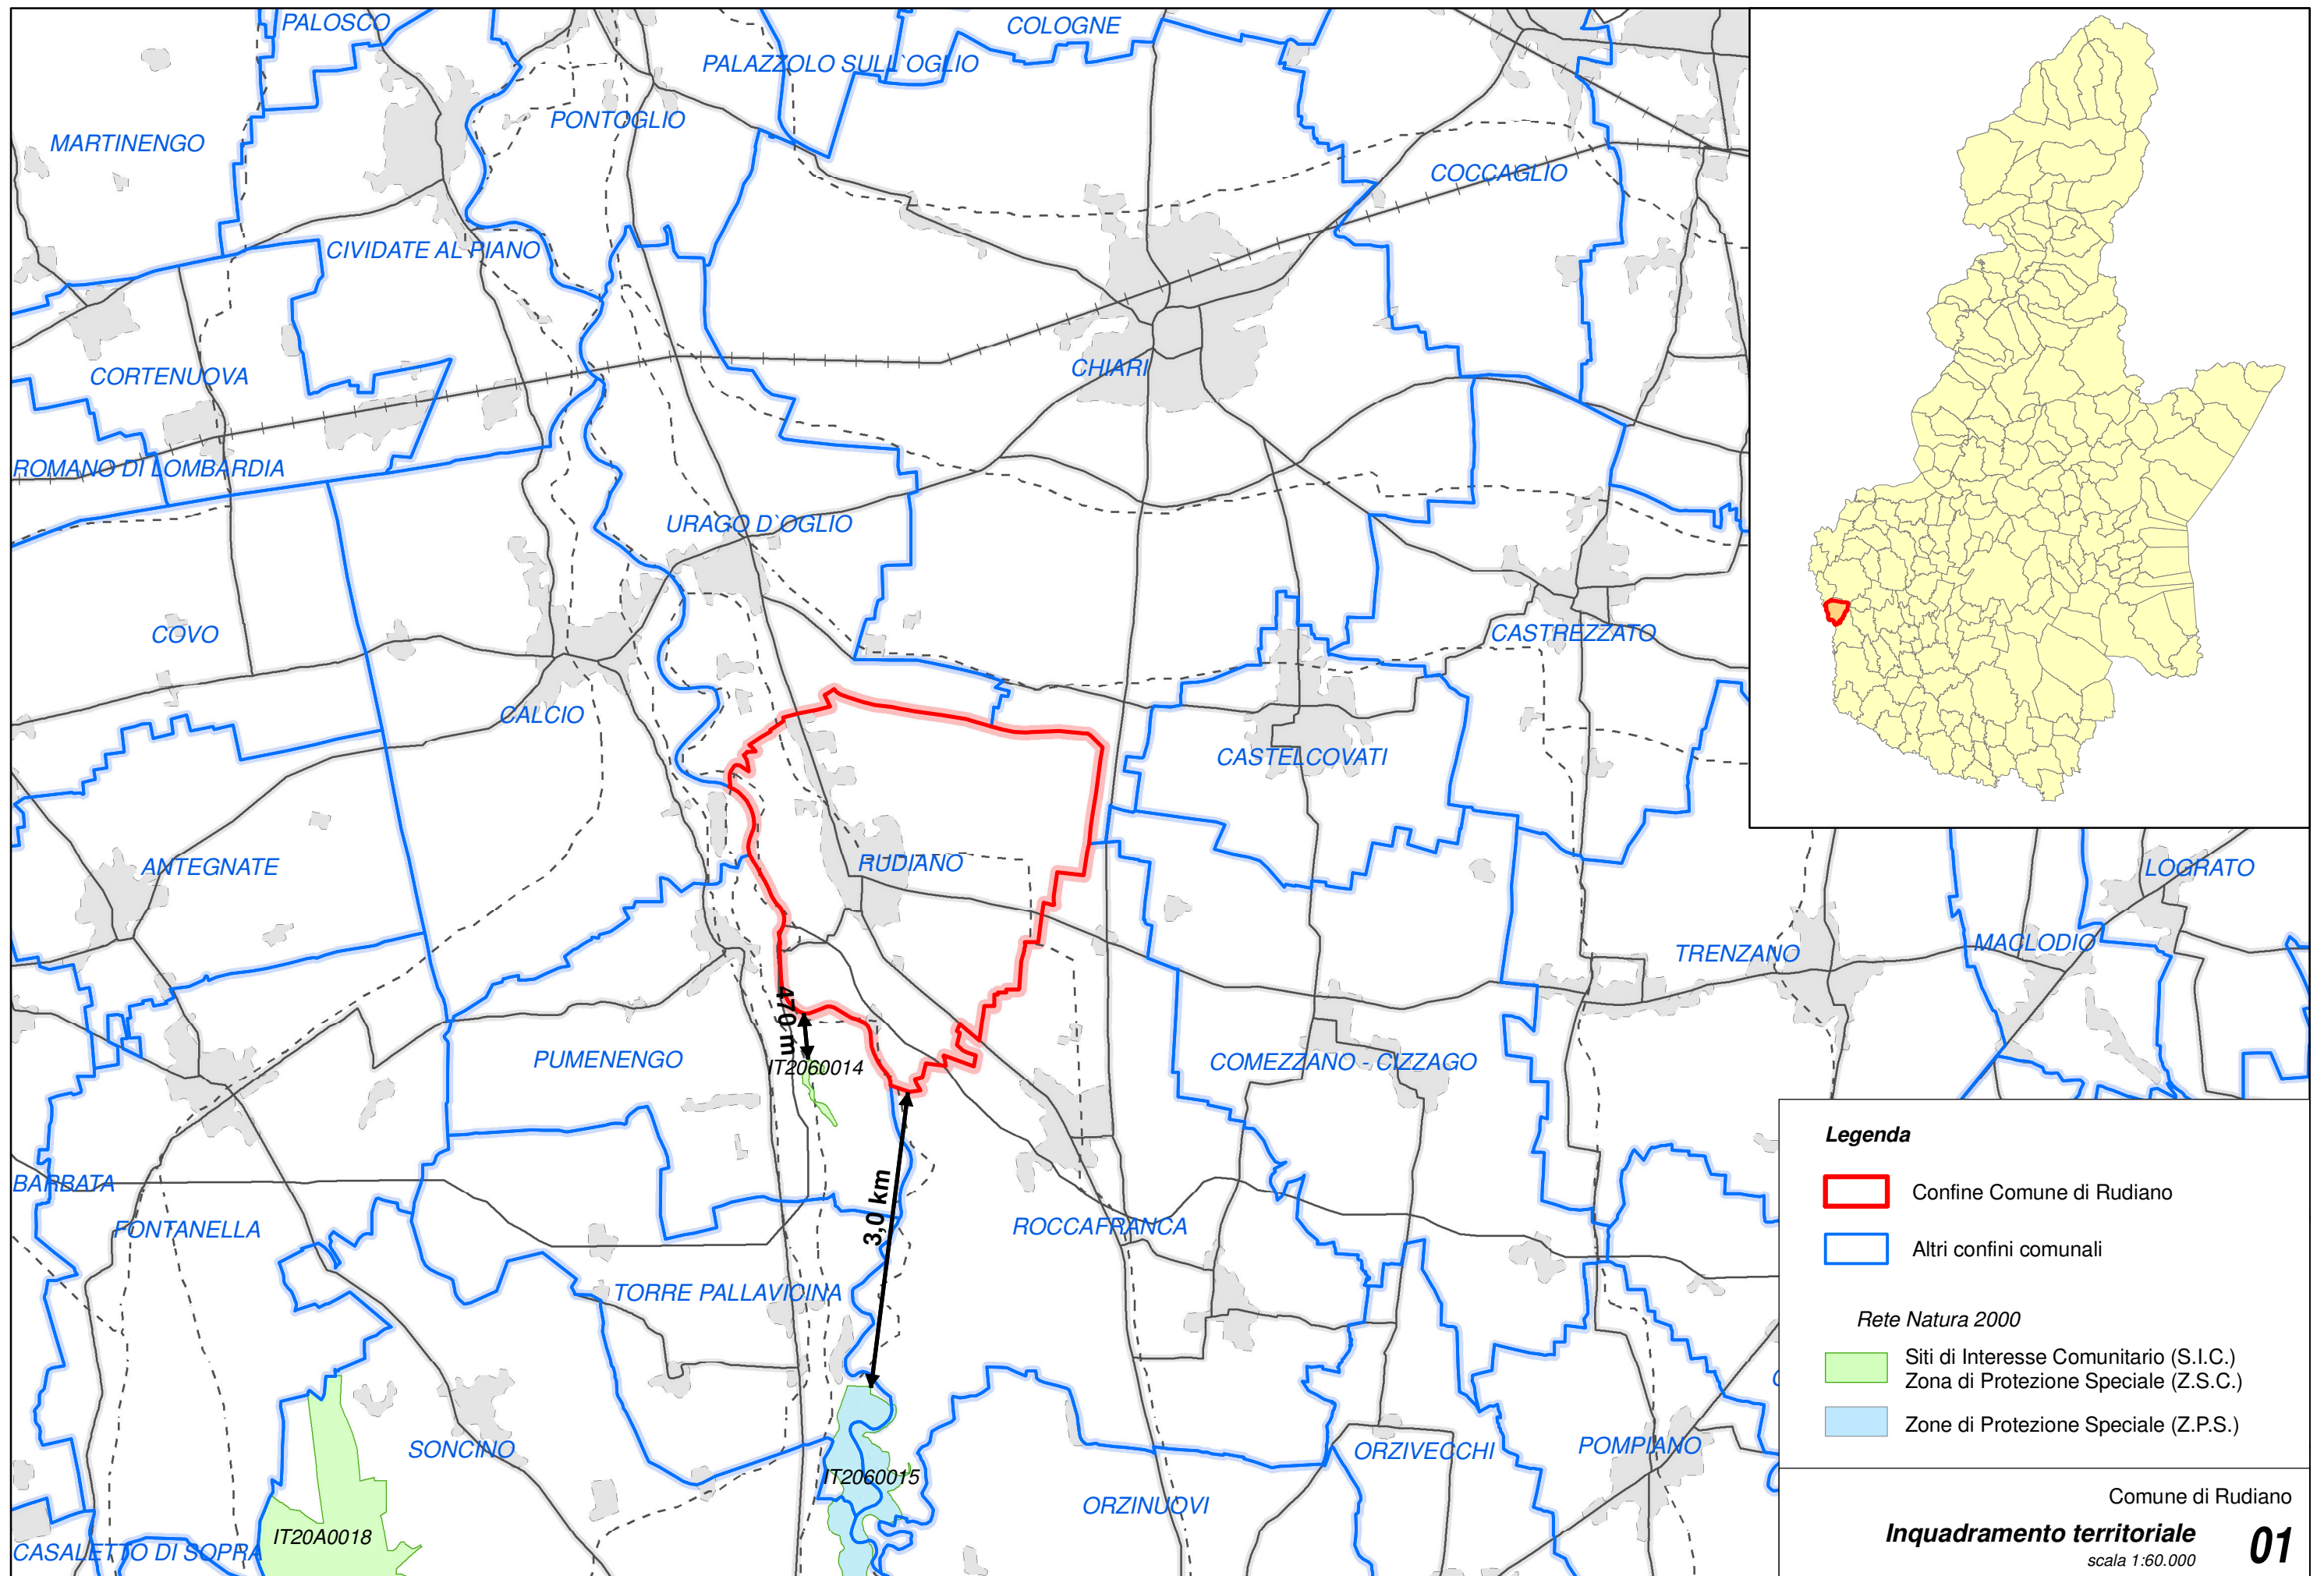 PALOSCO
COLOGNE
PALAZZOLO SULL`OGLIO
PONTOGLIO
MARTINENGO
COCCAGLIO
CIVIDATE AL PIANO
CHIARI
CORTENUOVA
ROMANO DI LOMBARDIA
URAGO D`OGLIO
COVO
CASTREZZATO
CALCIO
CASTELCOVATI
RUDIANO
ANTEGNATE
LOGRATO
MACLODIO
TRENZANO
470 m
PUMENENGO
IT2060014
COMEZZANO - CIZZAGO
BARBATA
3,0 km
FONTANELLA
ROCCAFRANCA
TORRE PALLAVICINA
SONCINO
ORZIVECCHI
POMPIANO
IT2060015
ORZINUOVI
IT20A0018
CASALETTO DI SOPRA
Legenda
Confine Comune di Rudiano
Altri confini comunali
Rete Natura 2000
Siti di Interesse Comunitario (S.I.C.)
Zona di Protezione Speciale (Z.S.C.)
Zone di Protezione Speciale (Z.P.S.)
Comune di Rudiano
Inquadramento territoriale 01
scala 1:60.000